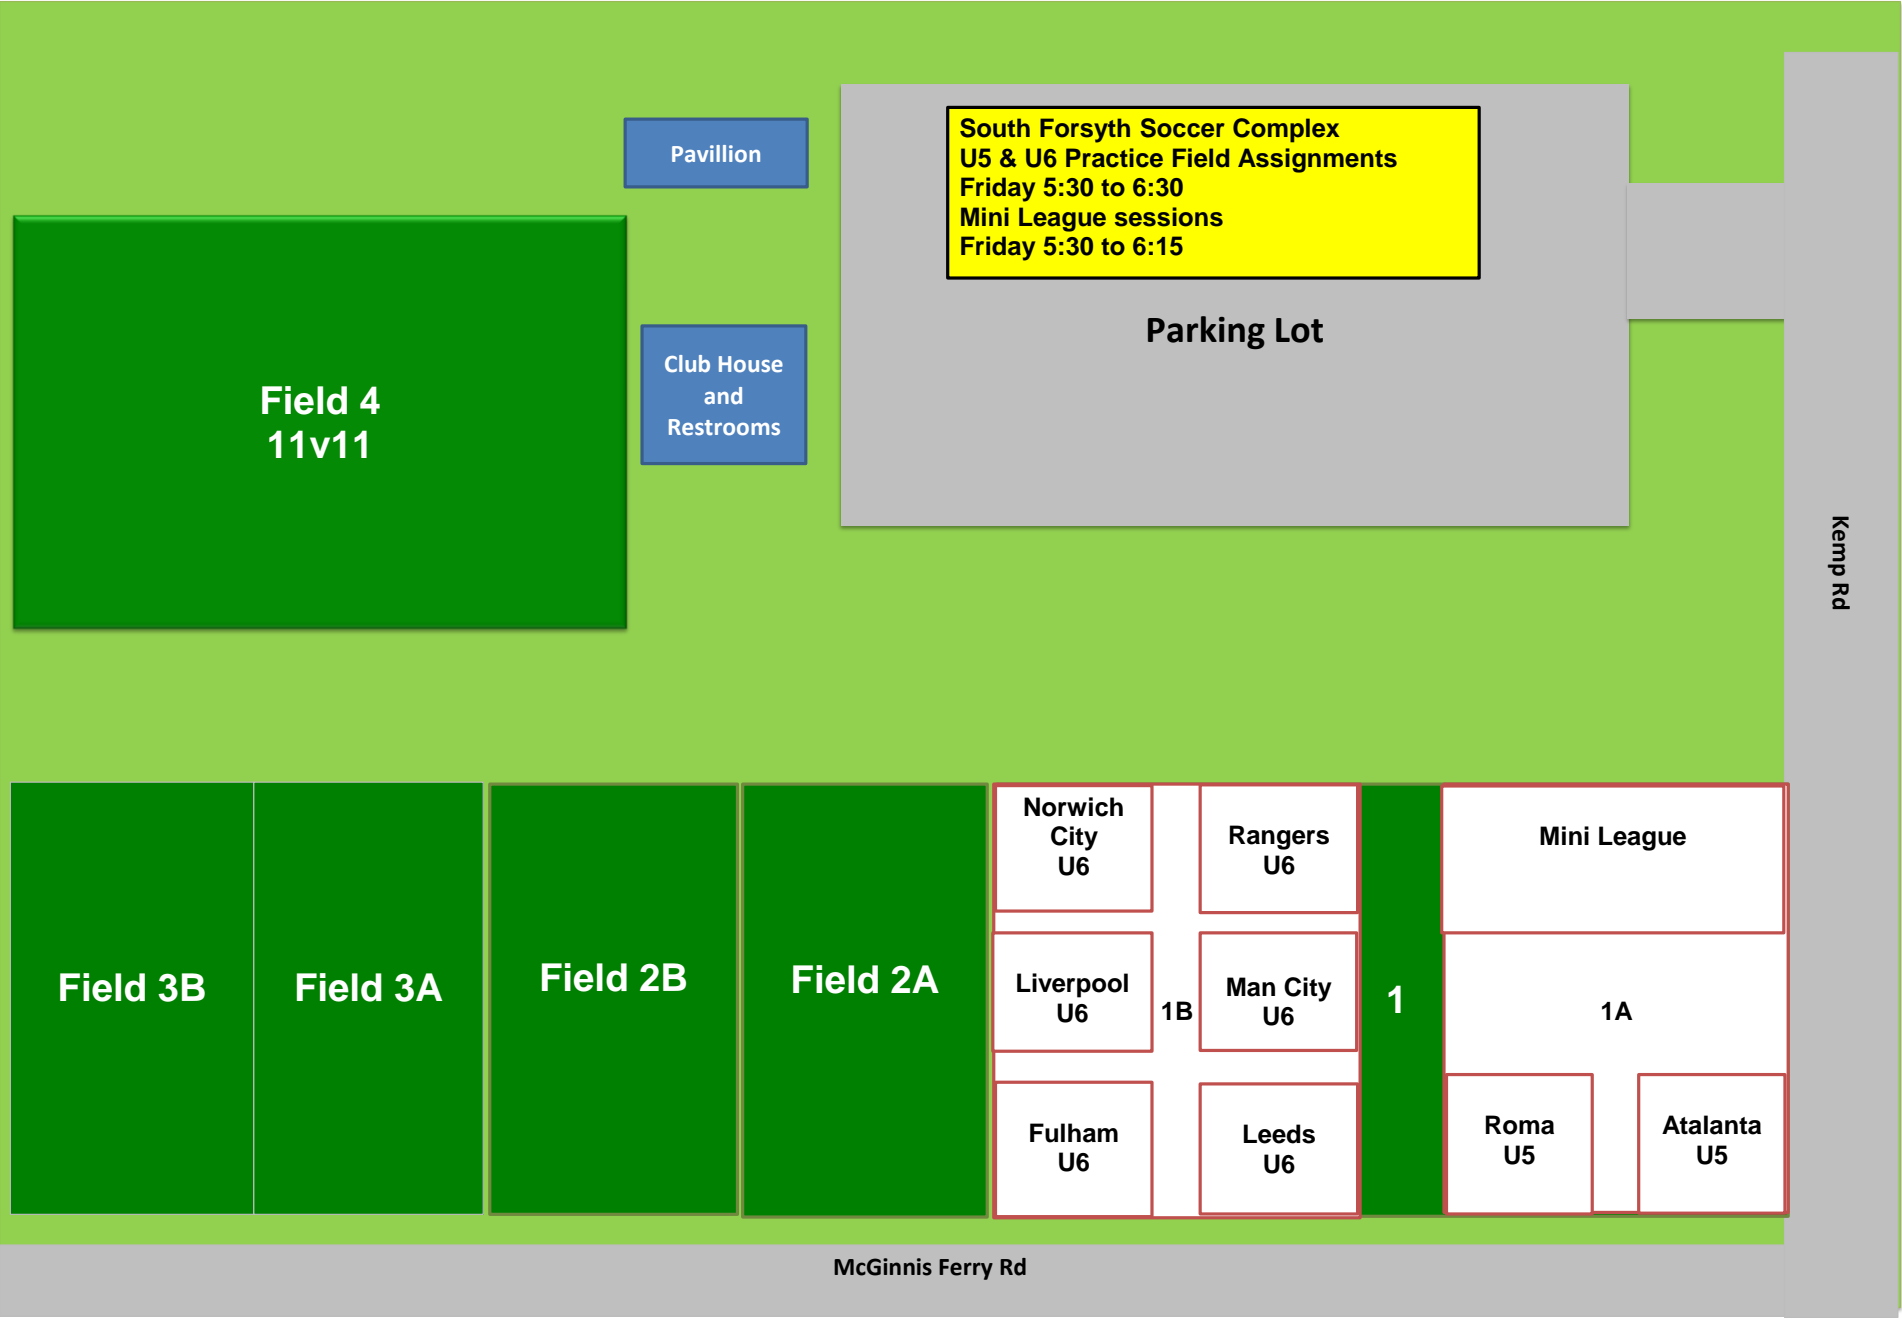 South Forsyth Soccer Complex
U5 & U6 Practice Field Assignments
Friday 5:30 to 6:30
Mini League sessions
Friday 5:30 to 6:15
Pavillion
Parking Lot
Club House
and
Restrooms
Field 4
11v11
Kemp Rd
Field 3B
Field 3A
Field 2B
Field 2A
Norwich
City
U6
Rangers
U6
Liverpool
U6
1B
Man City
U6
Fulham
U6
Leeds
U6
1
Mini League
1A
Roma
U5
Atalanta
U5
McGinnis Ferry Rd